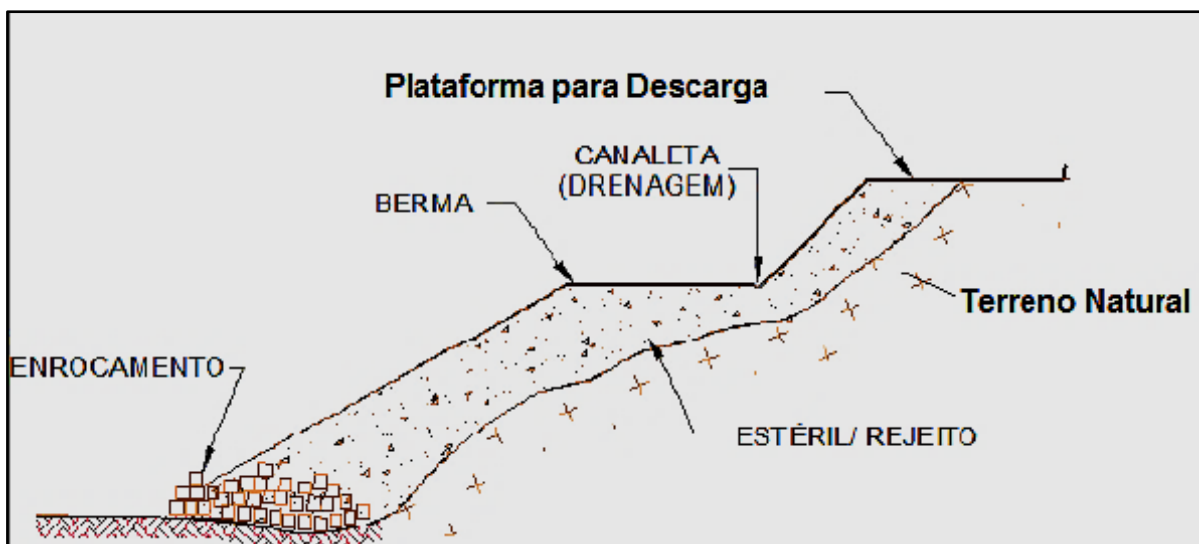 Plataforma para Descarga
CANALETA
(DRENAGEM)
BERMA
Terreno Natural
ENROCAMENTO
ESTÉRIL/ REJEITO